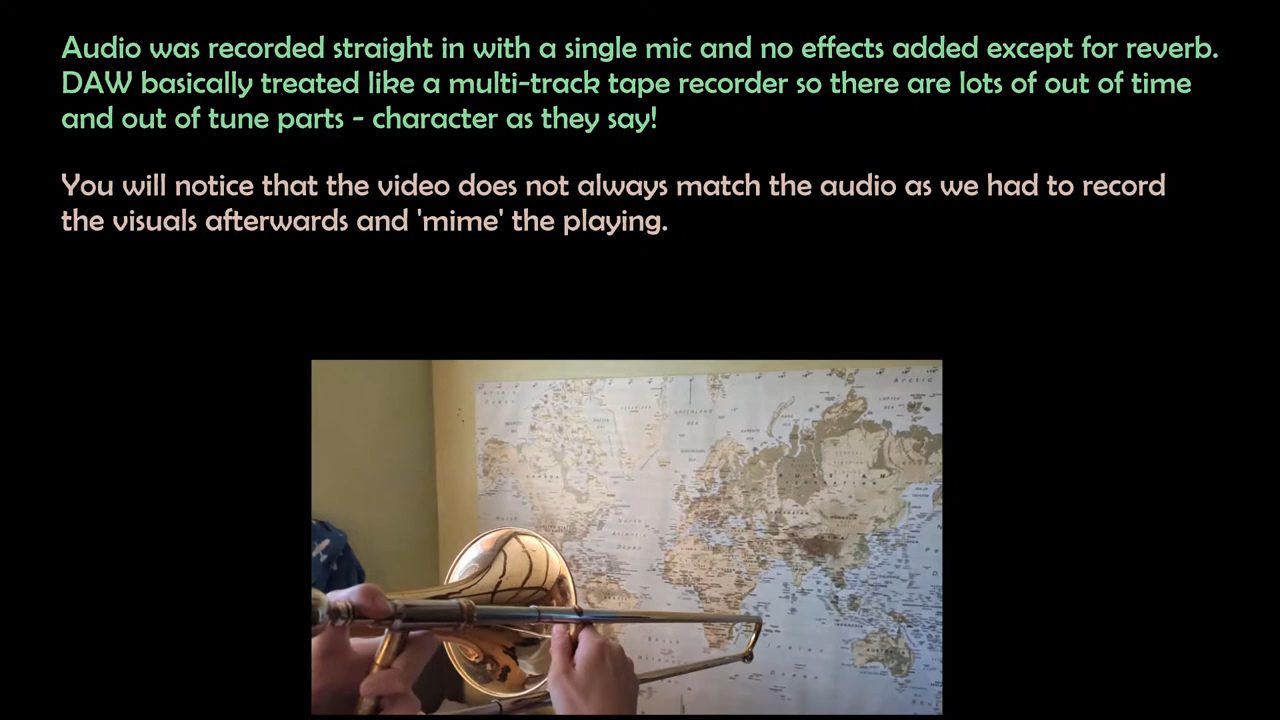 Audio was recorded straight in with a single mic and no effects added except for reverb.
DAW basically treated like a multi-track tape recorder so there are lots of out of time
and out of tune parts - character as they say!
You will notice that the video does not always match the audio as we had to record
the visuals afterwards and 'mime' the playing.